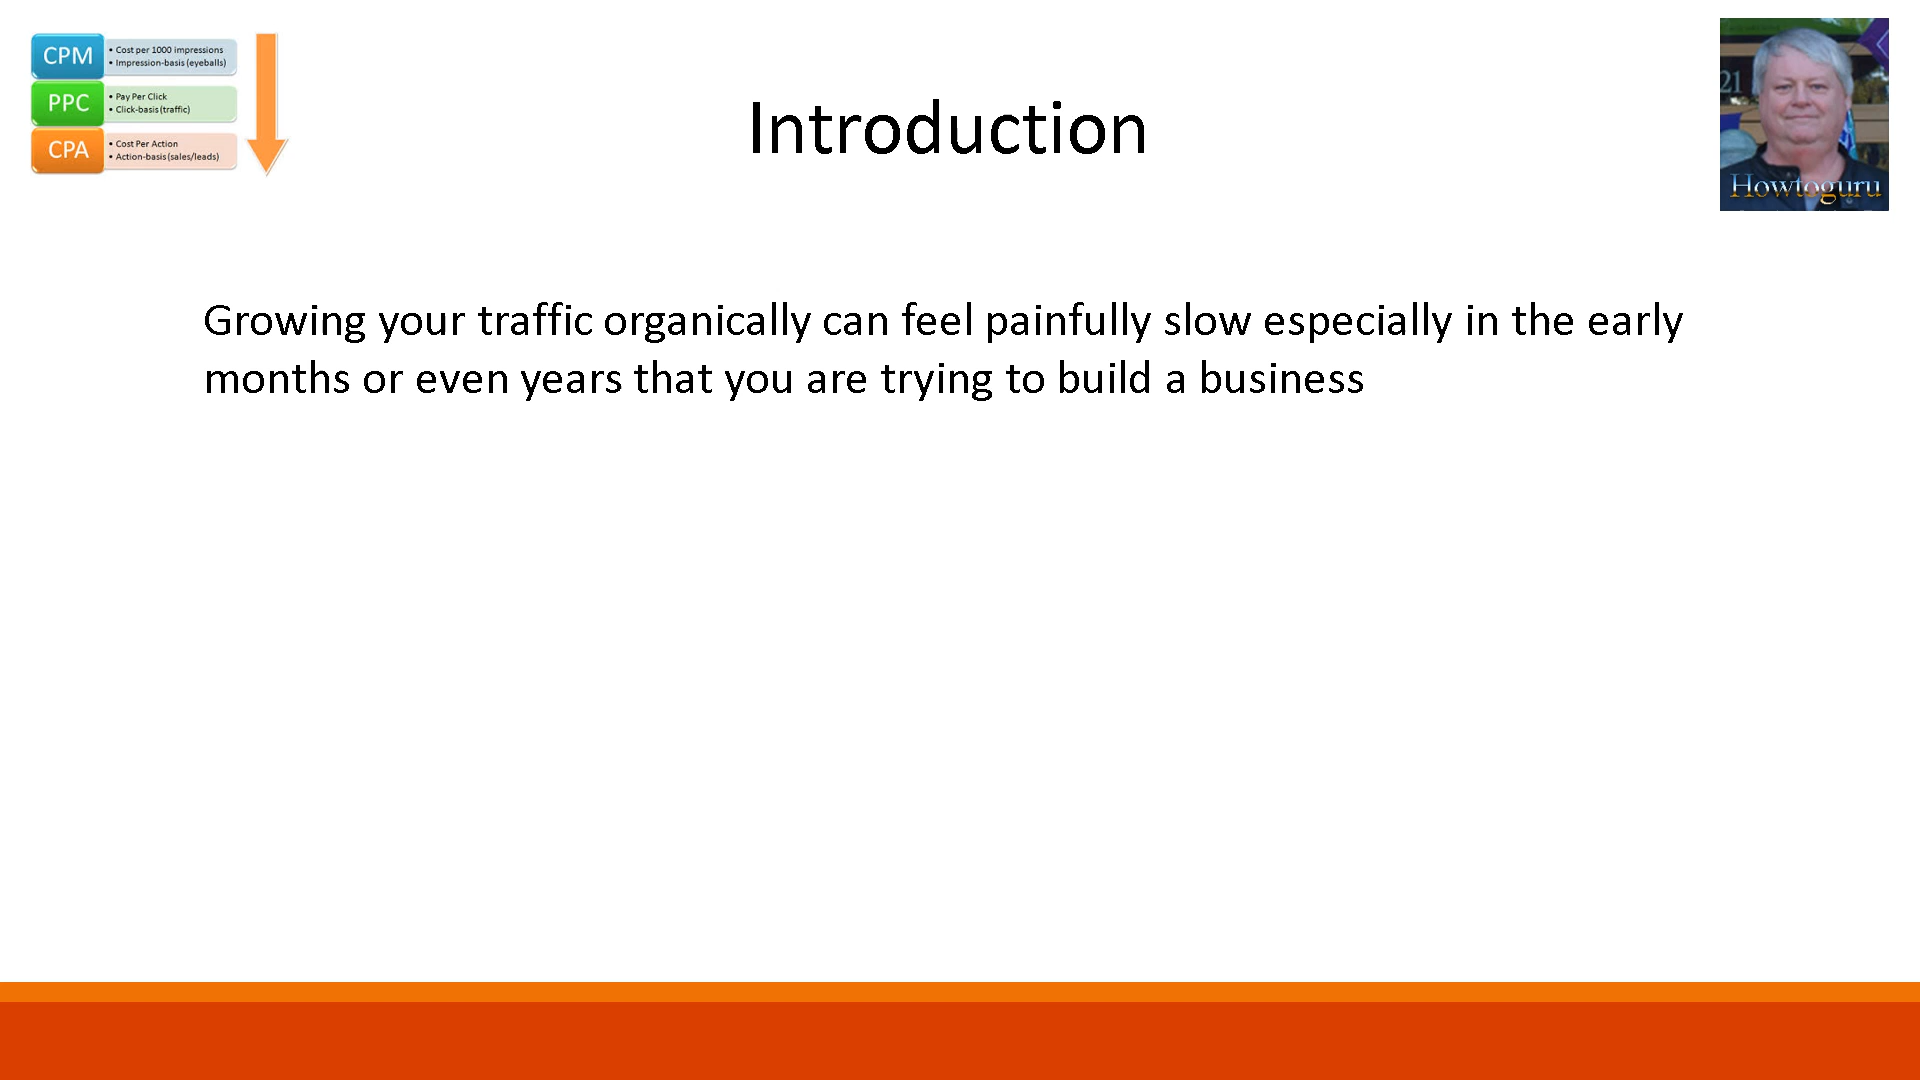 CPM
• Cost per 1000 impressions
• Impression-basis (eyeballs)
PPC
• Pay Per Click
• Click-basis (traffic)
CPA
• Cost Per Action
• Action-basis (sales/leads)
Introduction
21
Howtoguru
Growing your traffic organically can feel painfully slow especially in the early
months or even years that you are trying to build a business